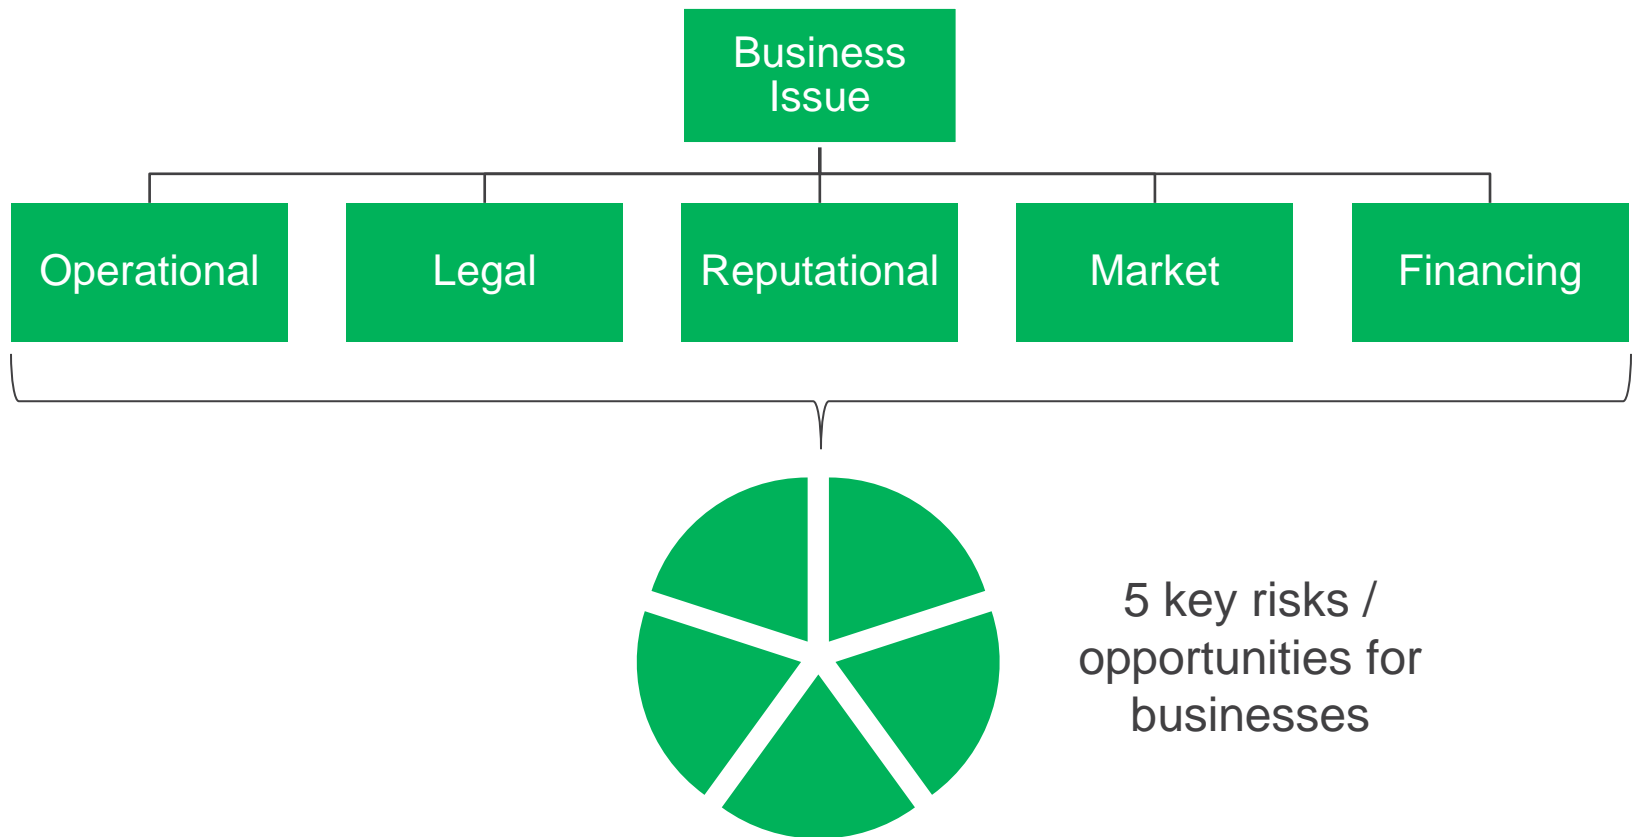 Business
Issue
Operational
Legal
Reputational
Market
Financing
5 key risks /
opportunities for
businesses